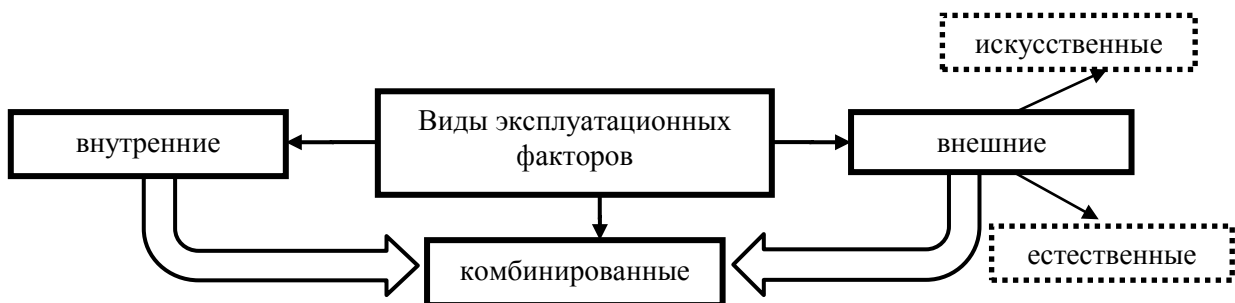 искусственные
Виды эксплуатационных
факторов
внутренние
внешние
естественные
комбинированные